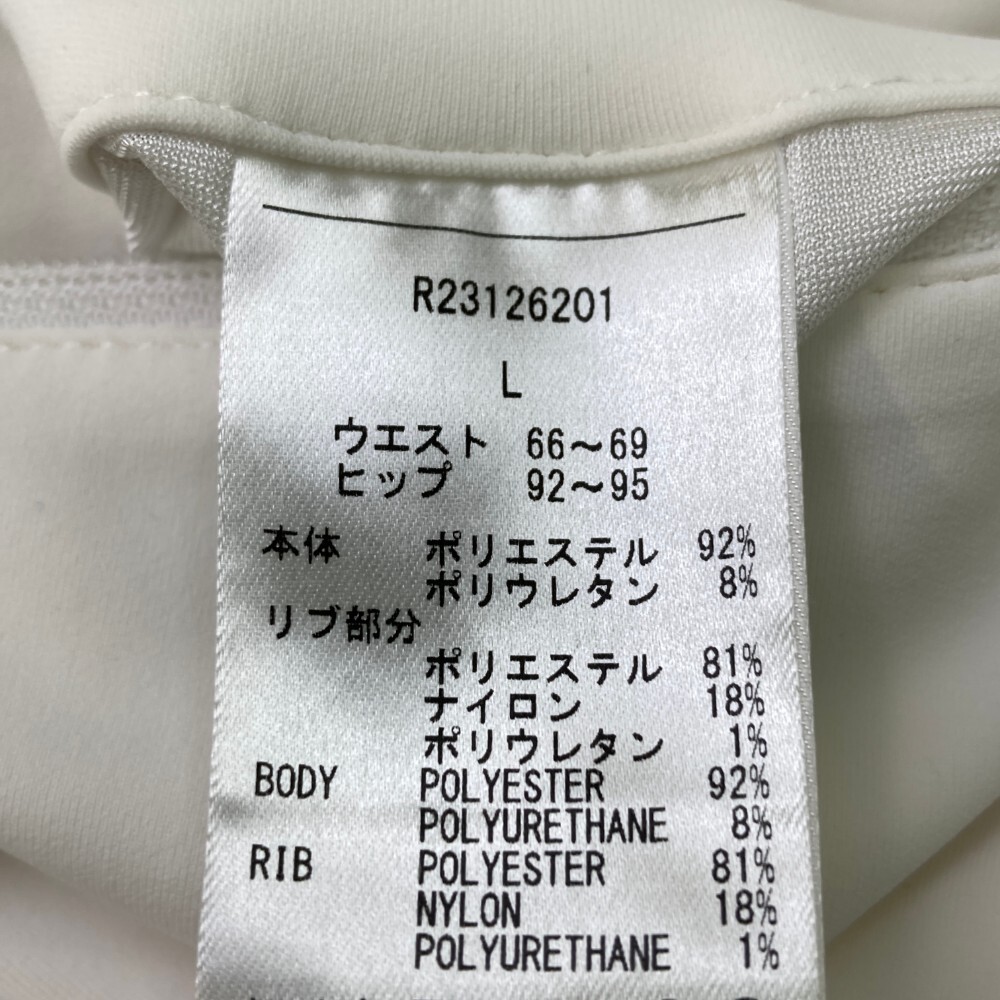 R23126201
L
ウエスト 66～69
ヒップ 92～95
本体 ポリエステル 92%
ポリウレタン 8%
リブ部分
ポリエステル 81%
ナイロン 18%
ポリウレタン 1%
BODY POLYESTER 92%
POLYURETHANE 8%
RIB POLYESTER 81%
NYLON 18%
POLYURETHANE 1%